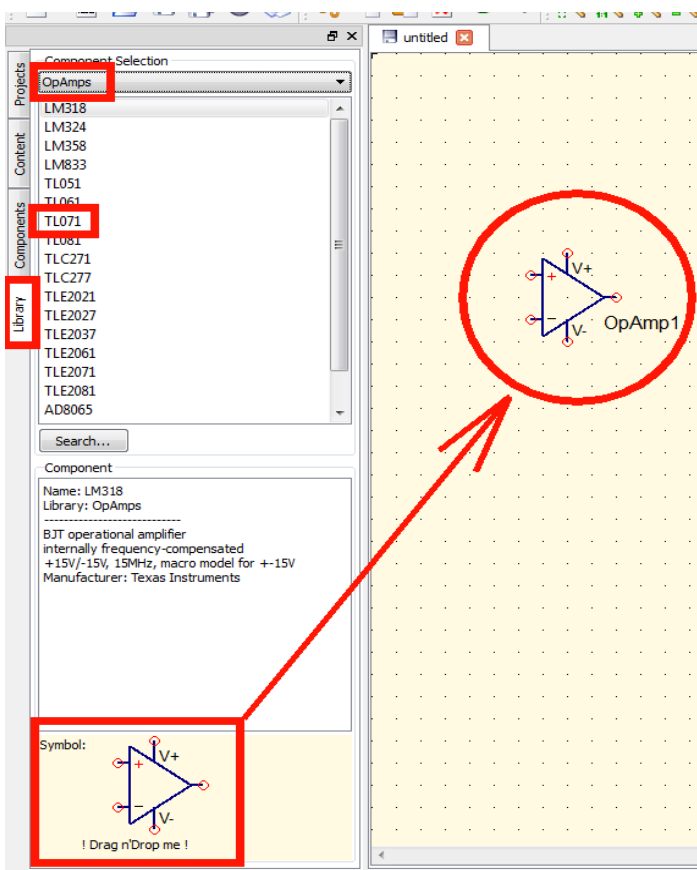 untitled
Component Selection
OpAmps
LM318
LM324
LM358
LM833
TL051
TL061
TL071
TL081
TLC271
TLC277
TLE2021
TLE2027
TLE2037
TLE2061
TLE2071
TLE2081
AD8065
Projects
Content
Components
Library
Search...
Component
Name: LM318
Library: OpAmps
----------------------------
BJT operational amplifier
internally frequency-compensated
+15V/-15V, 15MHz, macro model for +-15V
Manufacturer: Texas Instruments
Symbol:
V+
+
-
V-
! Drag n'Drop me !
V+
+
-
V-
OpAmp1